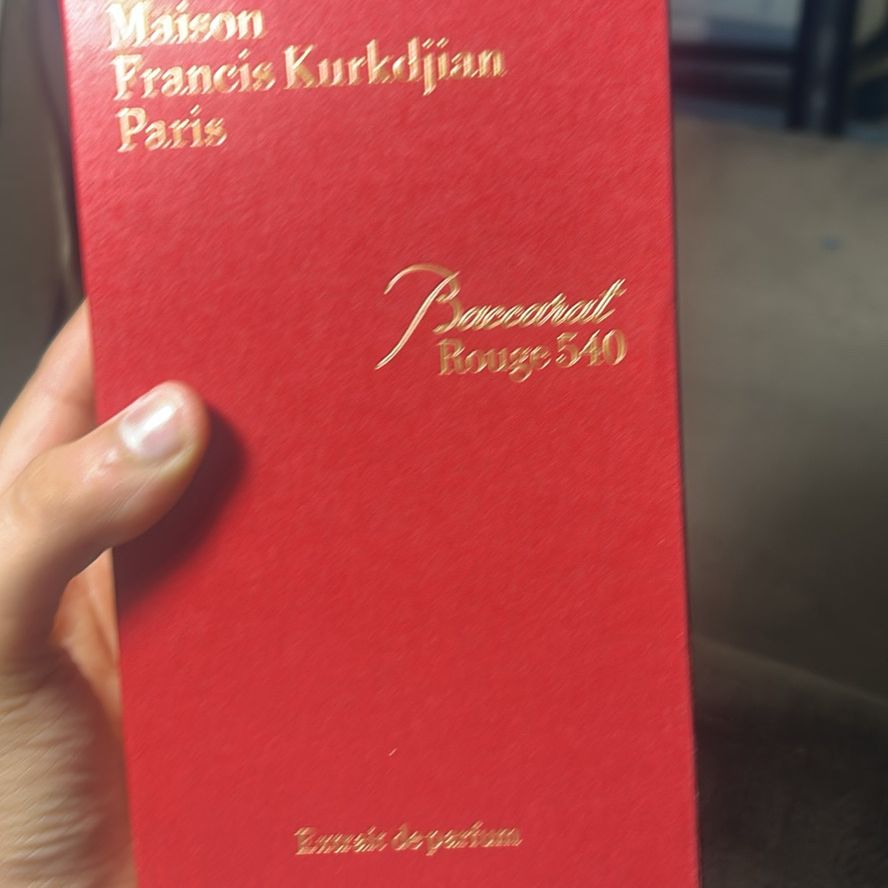 Maison
Francis Kurkdjian
Paris
Baccarat
Rouge 540
Extrait de parfum